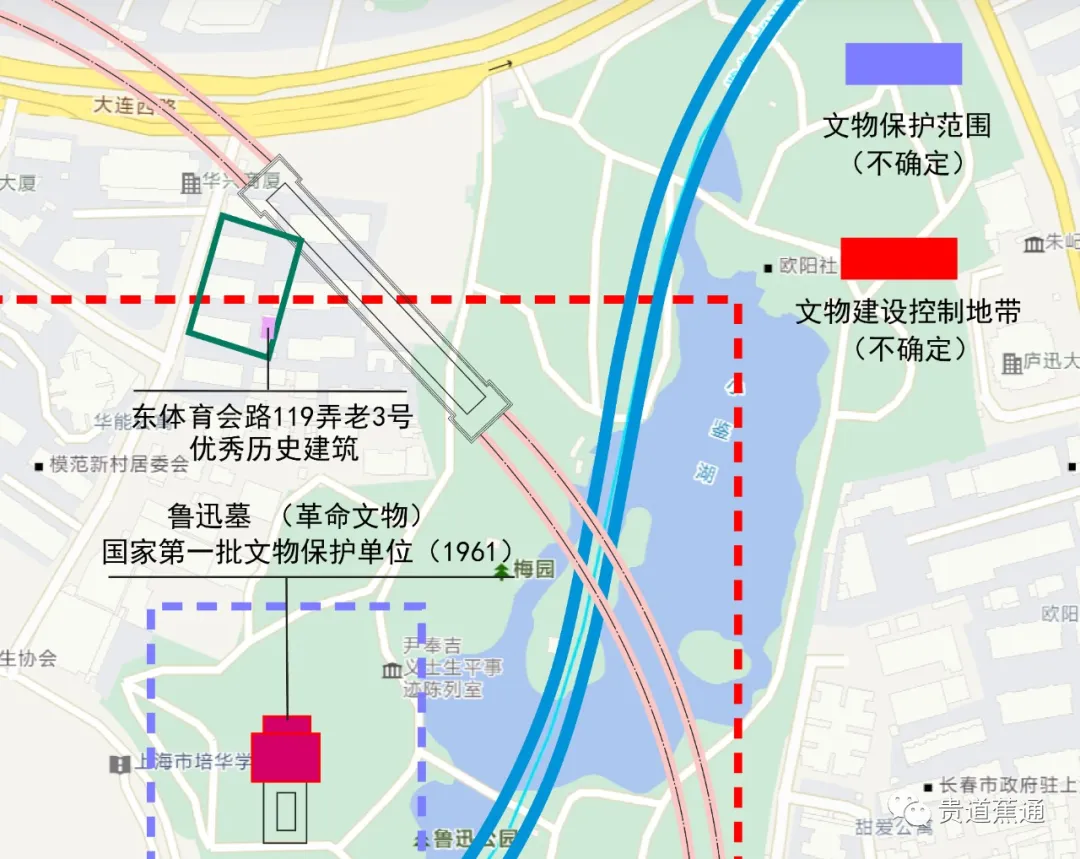 大连西路
文物保护范围
（不确定）
大厦
华兴商厦
朱屺
欧阳社
文物建设控制地带
（不确定）
庐迅大
小
鉴
湖
东体育会路119弄老3号
优秀历史建筑
华能
模范新村居委会
鲁迅墓 （革命文物）
国家第一批文物保护单位（1961）
梅园
欧阳
尹奉吉
义士生平事
迹陈列室
生协会
上海市培华学
长春市政府驻上
贵道蕉通
甜爱公寓
鲁迅公园